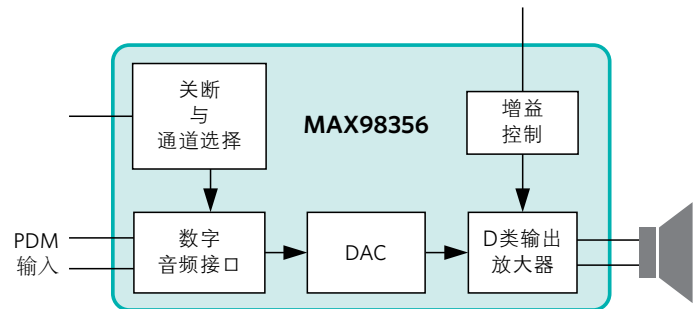 关断
与
通道选择
MAX98356
增益
控制
PDM
输入
数字
音频接口
DAC
D类输出
放大器